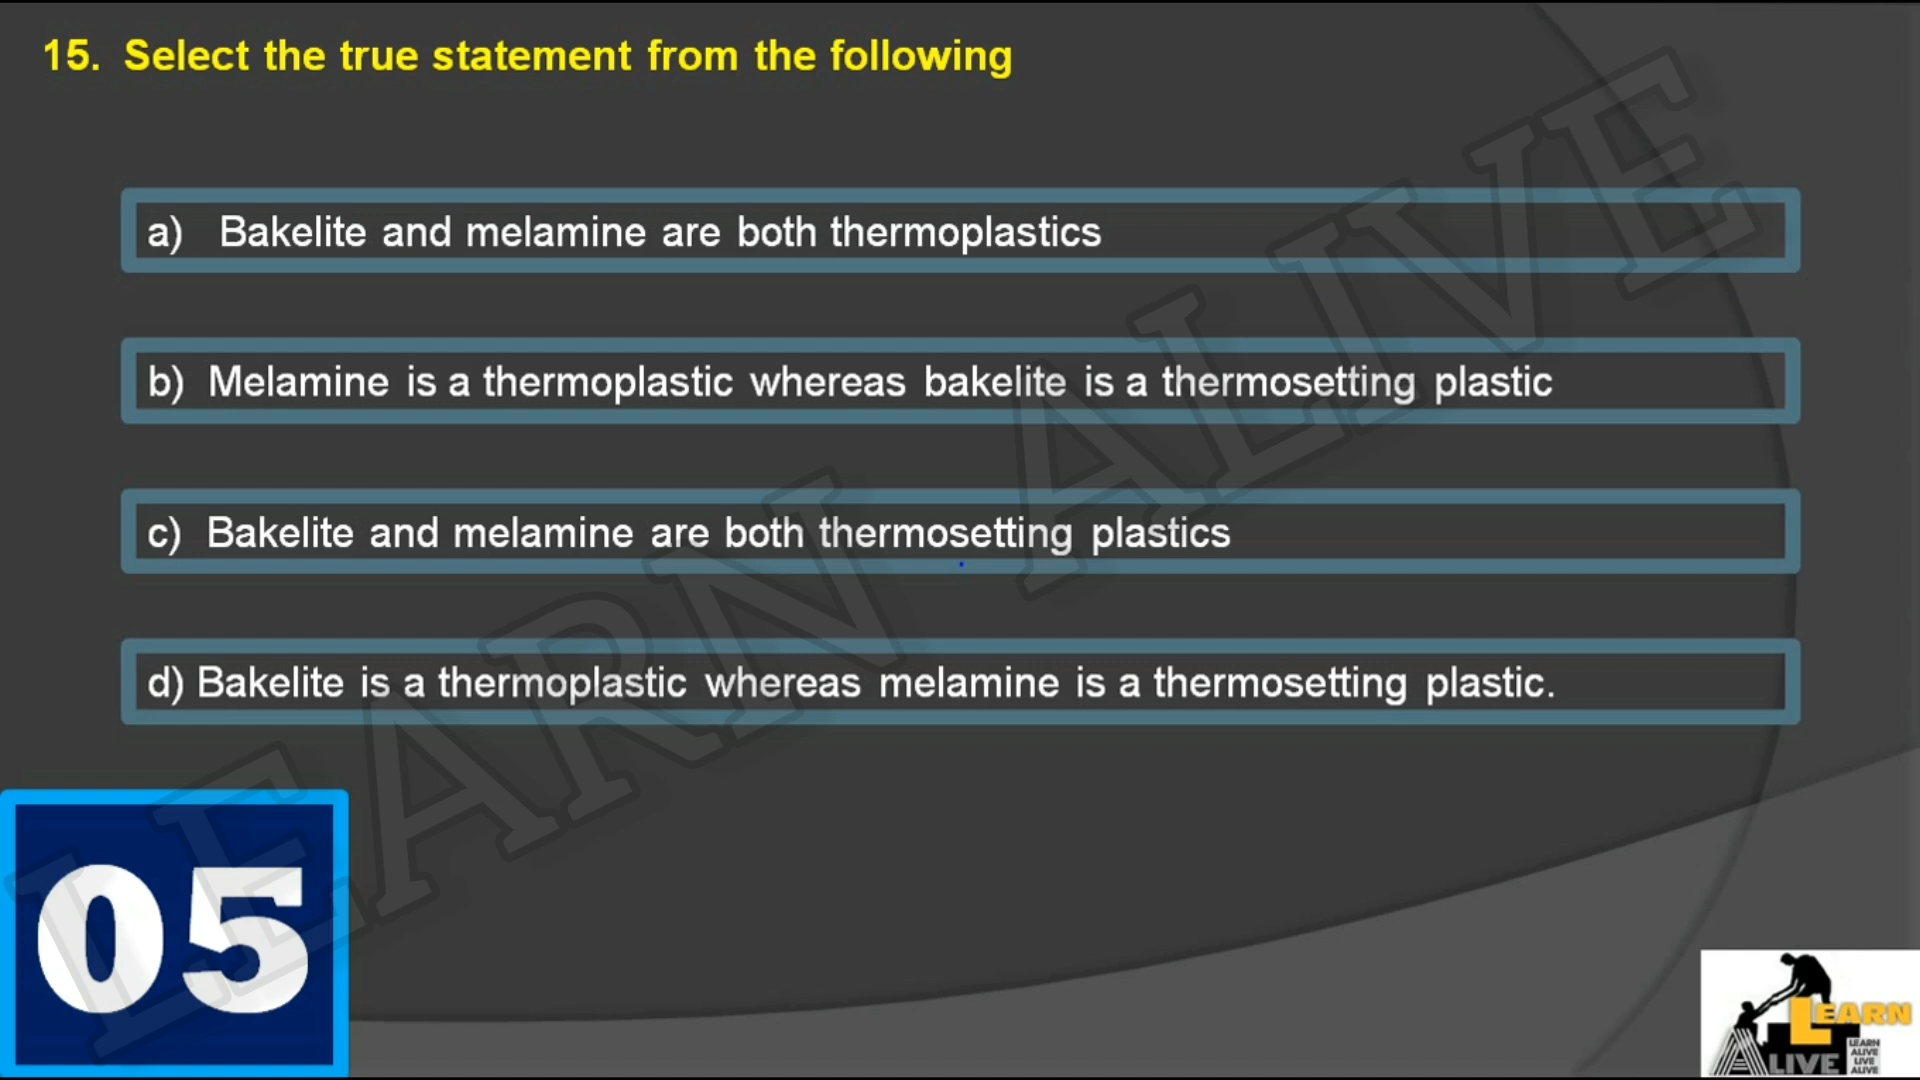 15. Select the true statement from the following
a) Bakelite and melamine are both thermoplastics
b) Melamine is a thermoplastic whereas bakelite is a thermosetting plastic
c) Bakelite and melamine are both thermosetting plastics
d) Bakelite is a thermoplastic whereas melamine is a thermosetting plastic.
LEARN ALIVE
05
LEARN
ALIVE
LEARN
ALIVE
LIVE
ALIVE